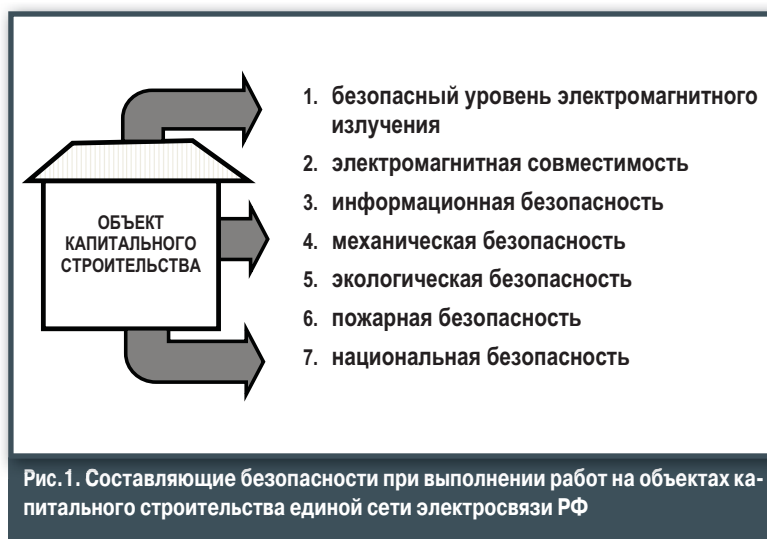 ОБЪЕКТ
КАПИТАЛЬНОГО
СТРОИТЕЛЬСТВА
1. безопасный уровень электромагнитного
излучения
2. электромагнитная совместимость
3. информационная безопасность
4. механическая безопасность
5. экологическая безопасность
6. пожарная безопасность
7. национальная безопасность
Рис.1. Составляющие безопасности при выполнении работ на объектах ка-
питального строительства единой сети электросвязи РФ